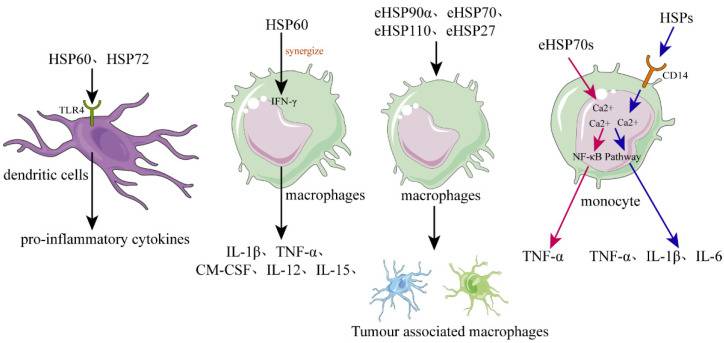 HSP60、HSP72
TLR4
dendritic cells
pro-inflammatory cytokines
HSP60
synergize
IFN-γ
macrophages
IL-1β、TNF-α、
CM-CSF、IL-12、IL-15、
eHSP90α、eHSP70、
eHSP110、eHSP27
macrophages
Tumour associated macrophages
eHSP70s
HSPs
CD14
Ca2+
Ca2+ Ca2+
NF-κB Pathway
monocyte
TNF-α
TNF-α、IL-1β、IL-6